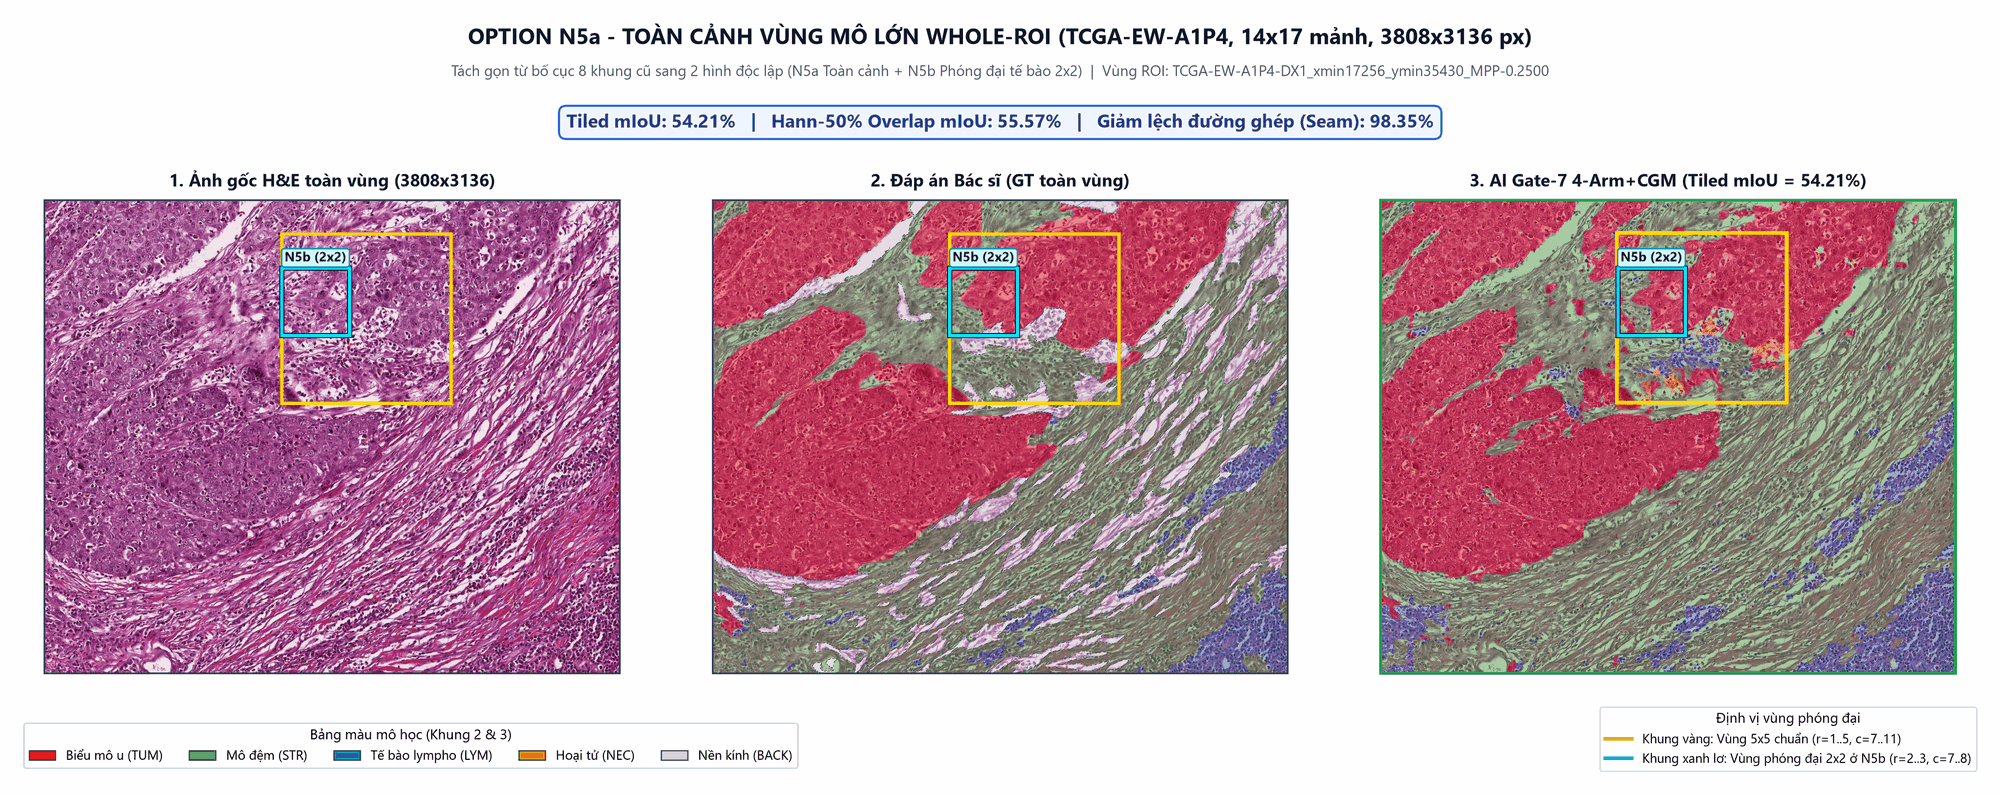 OPTION N5a - TOÀN CẢNH VÙNG MÔ LỚN WHOLE-ROI (TCGA-EW-A1P4, 14x17 mảnh, 3808x3136 px)
Tách gọn từ bố cục 8 khung cũ sang 2 hình độc lập (N5a Toàn cảnh + N5b Phóng đại tế bào 2x2) | Vùng ROI: TCGA-EW-A1P4-DX1_xmin17256_ymin35430_MPP-0.2500
Tiled mIoU: 54.21% | Hann-50% Overlap mIoU: 55.57% | Giảm lệch đường ghép (Seam): 98.35%
1. Ảnh gốc H&E toàn vùng (3808x3136)
N5b (2x2)
2. Đáp án Bác sĩ (GT toàn vùng)
N5b (2x2)
3. AI Gate-7 4-Arm+CGM (Tiled mIoU = 54.21%)
N5b (2x2)
Bảng màu mô học (Khung 2 & 3)
Biểu mô u (TUM) Mô đệm (STR) Tế bào lympho (LYM) Hoại tử (NEC) Nền kính (BACK)
Định vị vùng phóng đại
Khung vàng: Vùng 5x5 chuẩn (r=1..5, c=7..11)
Khung xanh lơ: Vùng phóng đại 2x2 ở N5b (r=2..3, c=7..8)